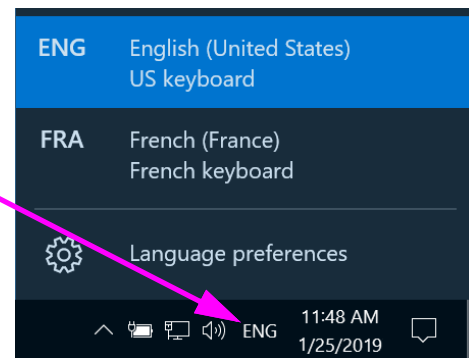 ENG English (United States)
US keyboard
FRA French (France)
French keyboard
Language preferences
ENG 11:48 AM
1/25/2019